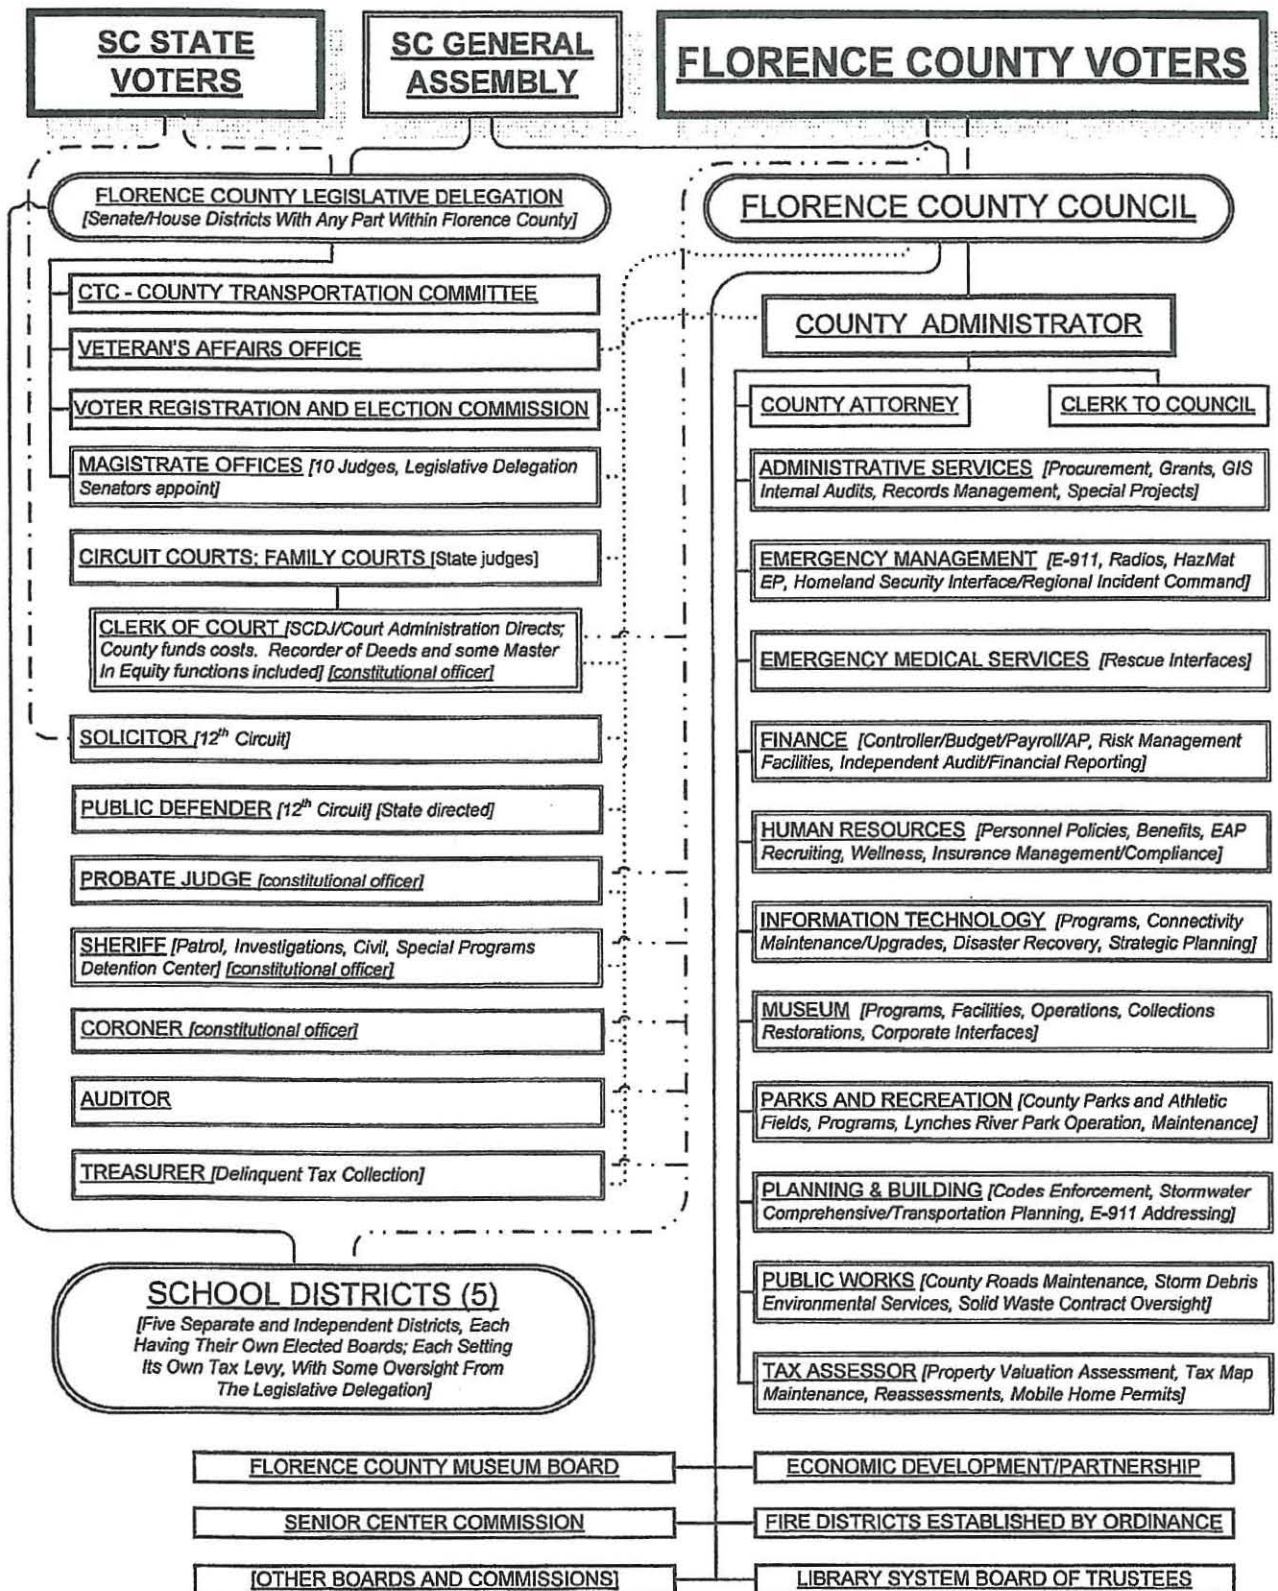 SC STATE
VOTERS
SC GENERAL
ASSEMBLY
FLORENCE COUNTY VOTERS
FLORENCE COUNTY LEGISLATIVE DELEGATION
[Senate/House Districts With Any Part Within Florence County]
FLORENCE COUNTY COUNCIL
CTC - COUNTY TRANSPORTATION COMMITTEE
VETERAN'S AFFAIRS OFFICE
VOTER REGISTRATION AND ELECTION COMMISSION
MAGISTRATE OFFICES [10 Judges, Legislative Delegation
Senators appoint]
CIRCUIT COURTS; FAMILY COURTS [State judges]
CLERK OF COURT [SCDJ/Court Administration Directs;
County funds costs. Recorder of Deeds and some Master
In Equity functions included] [constitutional officer]
SOLICITOR [12th Circuit]
PUBLIC DEFENDER [12th Circuit] [State directed]
PROBATE JUDGE [constitutional officer]
SHERIFF [Patrol, Investigations, Civil, Special Programs
Detention Center] [constitutional officer]
CORONER [constitutional officer]
AUDITOR
TREASURER [Delinquent Tax Collection]
SCHOOL DISTRICTS (5)
[Five Separate and Independent Districts, Each
Having Their Own Elected Boards; Each Setting
Its Own Tax Levy, With Some Oversight From
The Legislative Delegation]
COUNTY ADMINISTRATOR
COUNTY ATTORNEY
CLERK TO COUNCIL
ADMINISTRATIVE SERVICES [Procurement, Grants, GIS
Internal Audits, Records Management, Special Projects]
EMERGENCY MANAGEMENT [E-911, Radios, HazMat
EP, Homeland Security Interface/Regional Incident Command]
EMERGENCY MEDICAL SERVICES [Rescue Interfaces]
FINANCE [Controller/Budget/Payroll/AP, Risk Management
Facilities, Independent Audit/Financial Reporting]
HUMAN RESOURCES [Personnel Policies, Benefits, EAP
Recruiting, Wellness, Insurance Management/Compliance]
INFORMATION TECHNOLOGY [Programs, Connectivity
Maintenance/Upgrades, Disaster Recovery, Strategic Planning]
MUSEUM [Programs, Facilities, Operations, Collections
Restorations, Corporate Interfaces]
PARKS AND RECREATION [County Parks and Athletic
Fields, Programs, Lynches River Park Operation, Maintenance]
PLANNING & BUILDING [Codes Enforcement, Stormwater
Comprehensive/Transportation Planning, E-911 Addressing]
PUBLIC WORKS [County Roads Maintenance, Storm Debris
Environmental Services, Solid Waste Contract Oversight]
TAX ASSESSOR [Property Valuation Assessment, Tax Map
Maintenance, Reassessments, Mobile Home Permits]
FLORENCE COUNTY MUSEUM BOARD
ECONOMIC DEVELOPMENT/PARTNERSHIP
SENIOR CENTER COMMISSION
FIRE DISTRICTS ESTABLISHED BY ORDINANCE
[OTHER BOARDS AND COMMISSIONS]
LIBRARY SYSTEM BOARD OF TRUSTEES